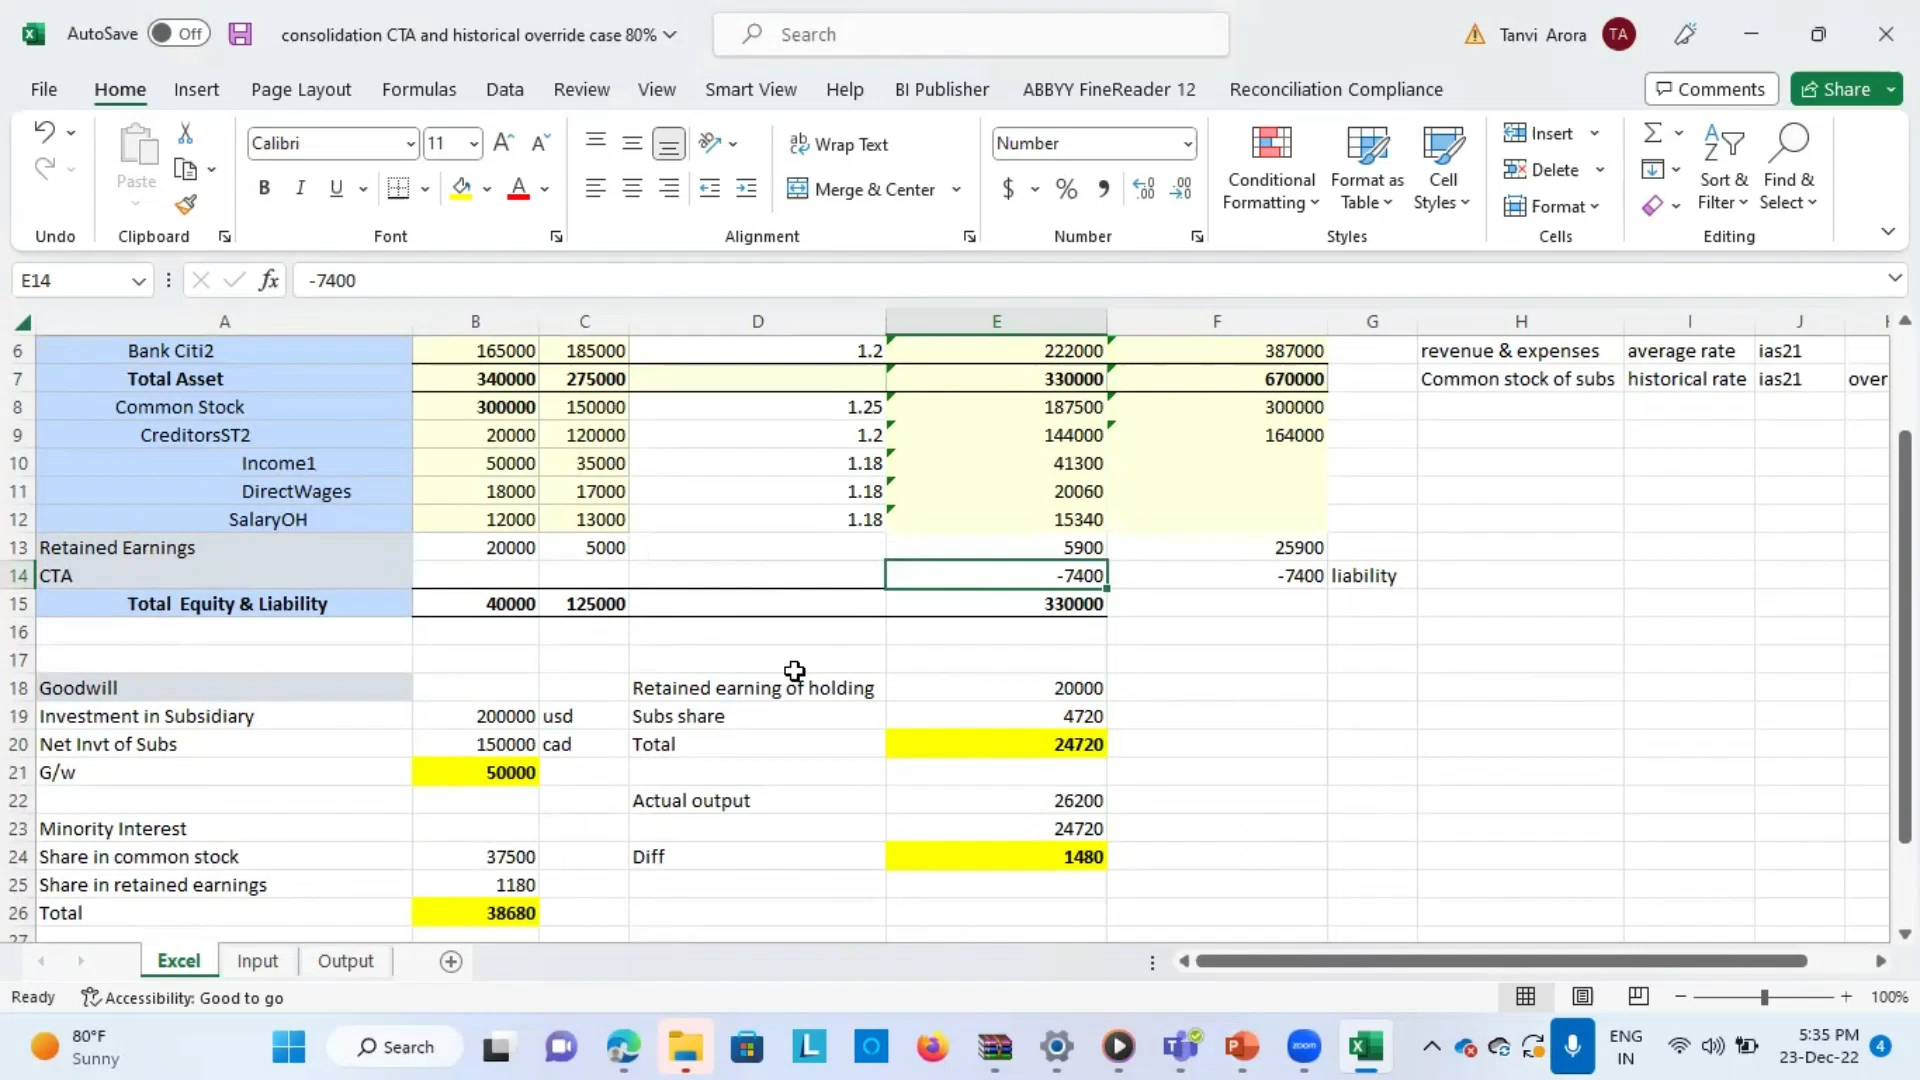 AutoSave Off consolidation CTA and historical override case 80% Search Tanvi Arora TA
File Home Insert Page Layout Formulas Data Review View Smart View Help BI Publisher ABBYY FineReader 12 Reconciliation Compliance Comments Share
Calibri 11 Wrap Text Number Insert
Paste Conditional Formatting Format as Table Cell Styles Delete Sort & Filter Find & Select
B I U Merge & Center $ % Format
Undo Clipboard Font Alignment Number Styles Cells Editing
E14 fx -7400
A B C D E F G H I J
6 Bank Citi2 165000 185000 1.2 222000 387000 revenue & expenses average rate ias21
7 Total Asset 340000 275000 330000 670000 Common stock of subs historical rate ias21 over
8 Common Stock 300000 150000 1.25 187500 300000
9 CreditorsST2 20000 120000 1.2 144000 164000
10 Income1 50000 35000 1.18 41300
11 DirectWages 18000 17000 1.18 20060
12 SalaryOH 12000 13000 1.18 15340
13 Retained Earnings 20000 5000 5900 25900
14 CTA -7400 -7400 liability
15 Total Equity & Liability 40000 125000 330000
16
17
18 Goodwill Retained earning of holding 20000
19 Investment in Subsidiary 200000 usd Subs share 4720
20 Net Invt of Subs 150000 cad Total 24720
21 G/w 50000
22 Actual output 26200
23 Minority Interest 24720
24 Share in common stock 37500 Diff 1480
25 Share in retained earnings 1180
26 Total 38680
27
Excel Input Output
Ready Accessibility: Good to go 100%
80°F
Sunny
Search
zoom
ENG
IN
5:35 PM
23-Dec-22
4